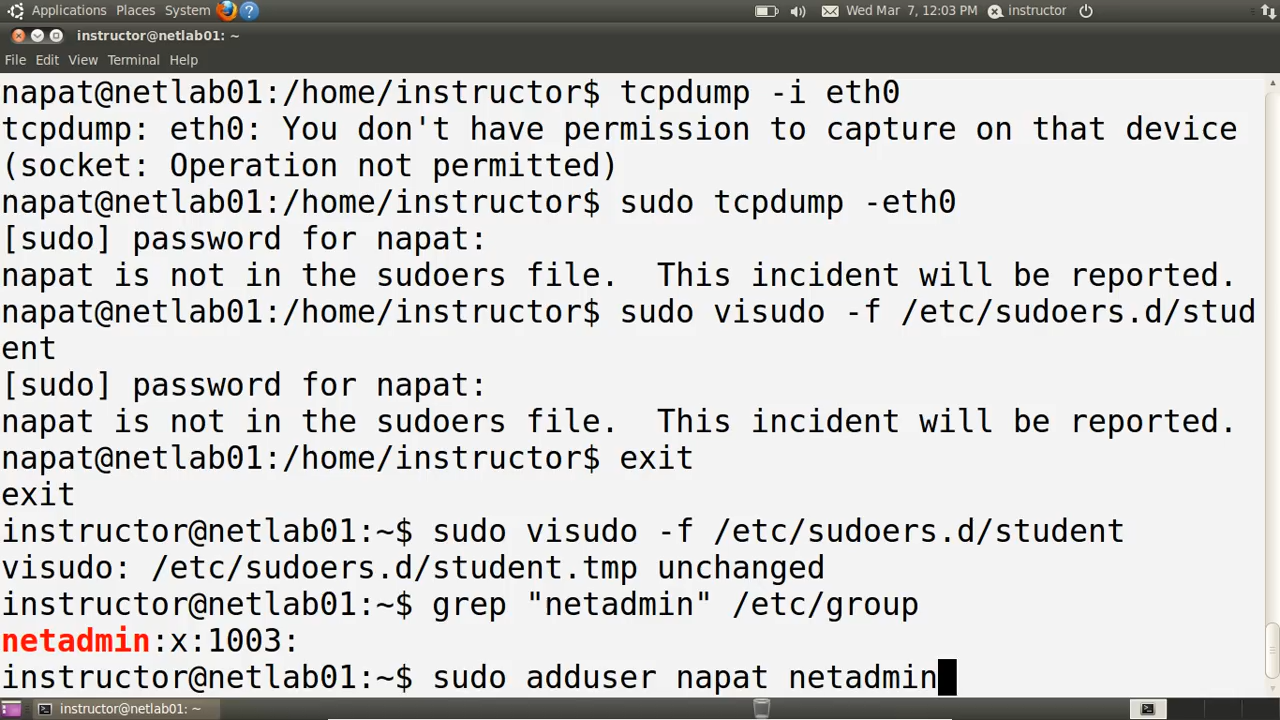 Applications Places System Wed Mar 7, 12:03 PM instructor
instructor@netlab01: ~
File Edit View Terminal Help
napat@netlab01:/home/instructor$ tcpdump -i eth0
tcpdump: eth0: You don't have permission to capture on that device
(socket: Operation not permitted)
napat@netlab01:/home/instructor$ sudo tcpdump -eth0
[sudo] password for napat:
napat is not in the sudoers file.  This incident will be reported.
napat@netlab01:/home/instructor$ sudo visudo -f /etc/sudoers.d/stud
ent
[sudo] password for napat:
napat is not in the sudoers file.  This incident will be reported.
napat@netlab01:/home/instructor$ exit
exit
instructor@netlab01:~$ sudo visudo -f /etc/sudoers.d/student
visudo: /etc/sudoers.d/student.tmp unchanged
instructor@netlab01:~$ grep "netadmin" /etc/group
netadmin:x:1003:
instructor@netlab01:~$ sudo adduser napat netadmin
instructor@netlab01: ~